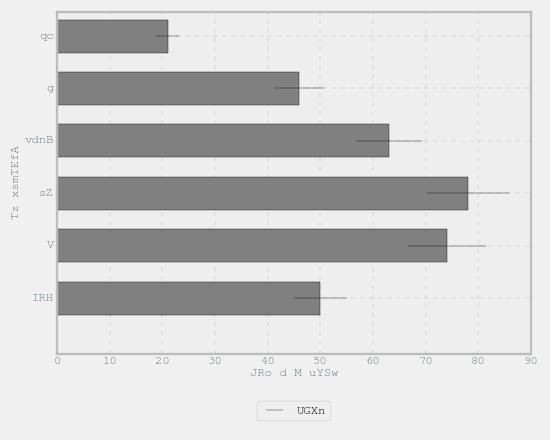 qc
g
vdnB
sZ
V
IRH
Tz xsmTEfA
0 10 20 30 40 50 60 70 80 90
JRo d M uYSw
UGXn